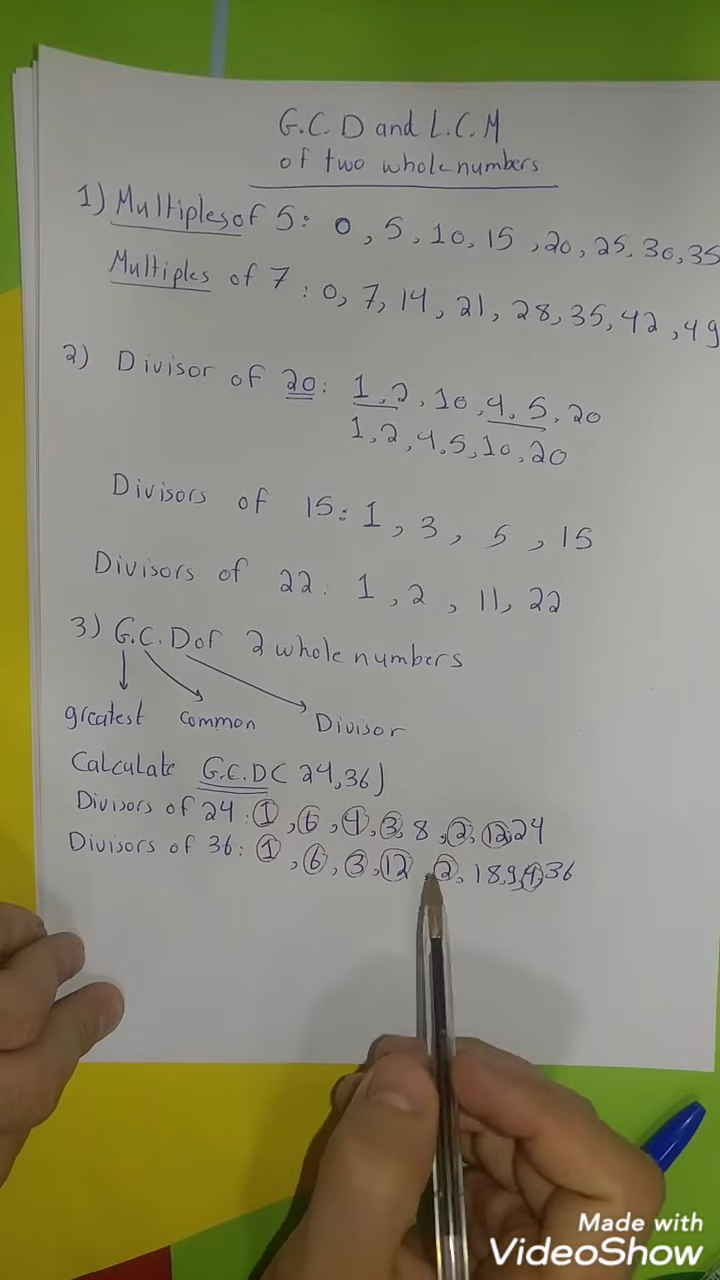 G.C.D and L.C.M
of two whole numbers
1) Multiples of 5: 0, 5, 10, 15, 20, 25, 30, 35
Multiples of 7: 0, 7, 14, 21, 28, 35, 42, 49
2) Divisor of 20: 1, 2, 10, 4, 5, 20
1, 2, 4, 5, 10, 20
Divisors of 15: 1, 3, 5, 15
Divisors of 22: 1, 2, 11, 22
3) G.C.D of 2 whole numbers
greatest common Divisor
Calculate G.C.D(24,36)
Divisors of 24: 1, 6, 4, 3, 8, 2, 12, 24
Divisors of 36: 1, 6, 3, 12, 2, 18, 9, 4, 36
Made with
VideoShow